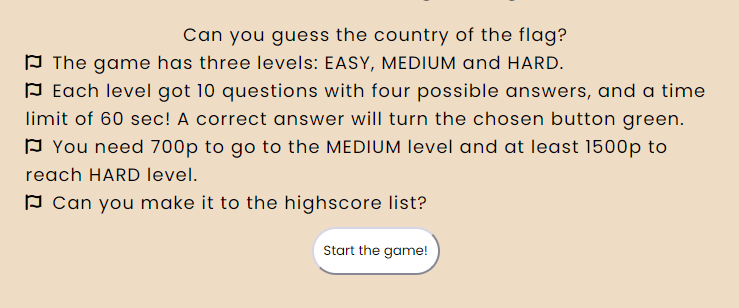 Can you guess the country of the flag?
The game has three levels: EASY, MEDIUM and HARD.
Each level got 10 questions with four possible answers, and a time
limit of 60 sec! A correct answer will turn the chosen button green.
You need 700p to go to the MEDIUM level and at least 1500p to
reach HARD level.
Can you make it to the highscore list?
Start the game!